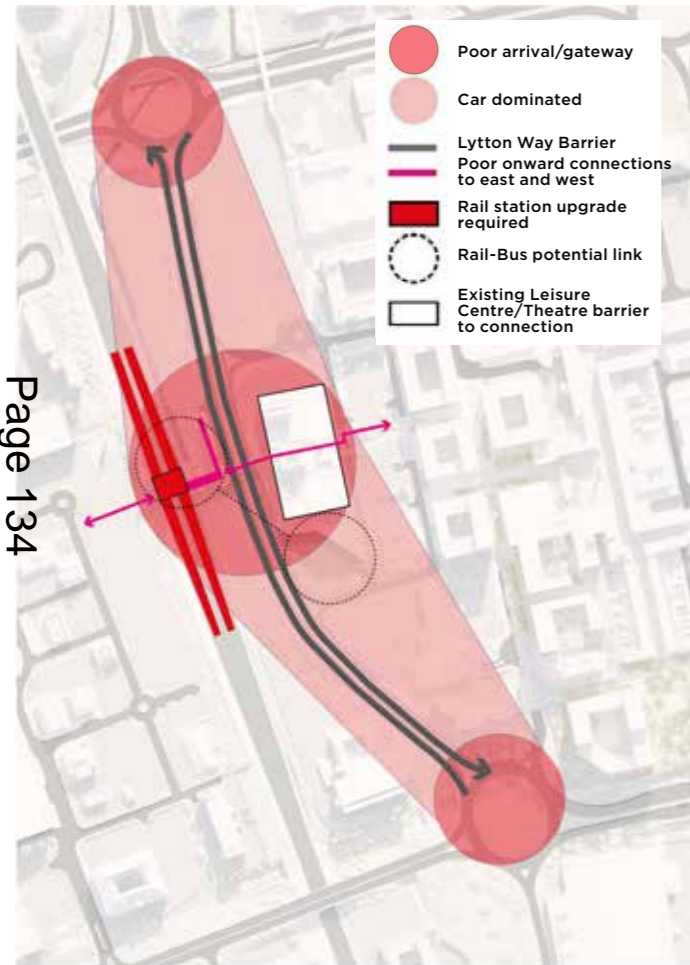 Poor arrival/gateway
Car dominated
Lytton Way Barrier
Poor onward connections
to east and west
Rail station upgrade
required
Rail-Bus potential link
Existing Leisure
Centre/Theatre barrier
to connection
Page 134